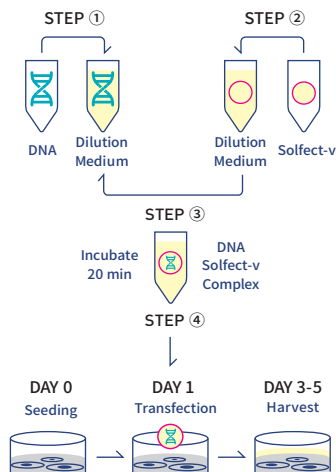 STEP ①
STEP ②
DNA
Dilution
Medium
Dilution
Medium
Solfect-v
STEP ③
Incubate
20 min
DNA
Solfect-v
Complex
STEP ④
DAY 0
Seeding
DAY 1
Transfection
DAY 3-5
Harvest